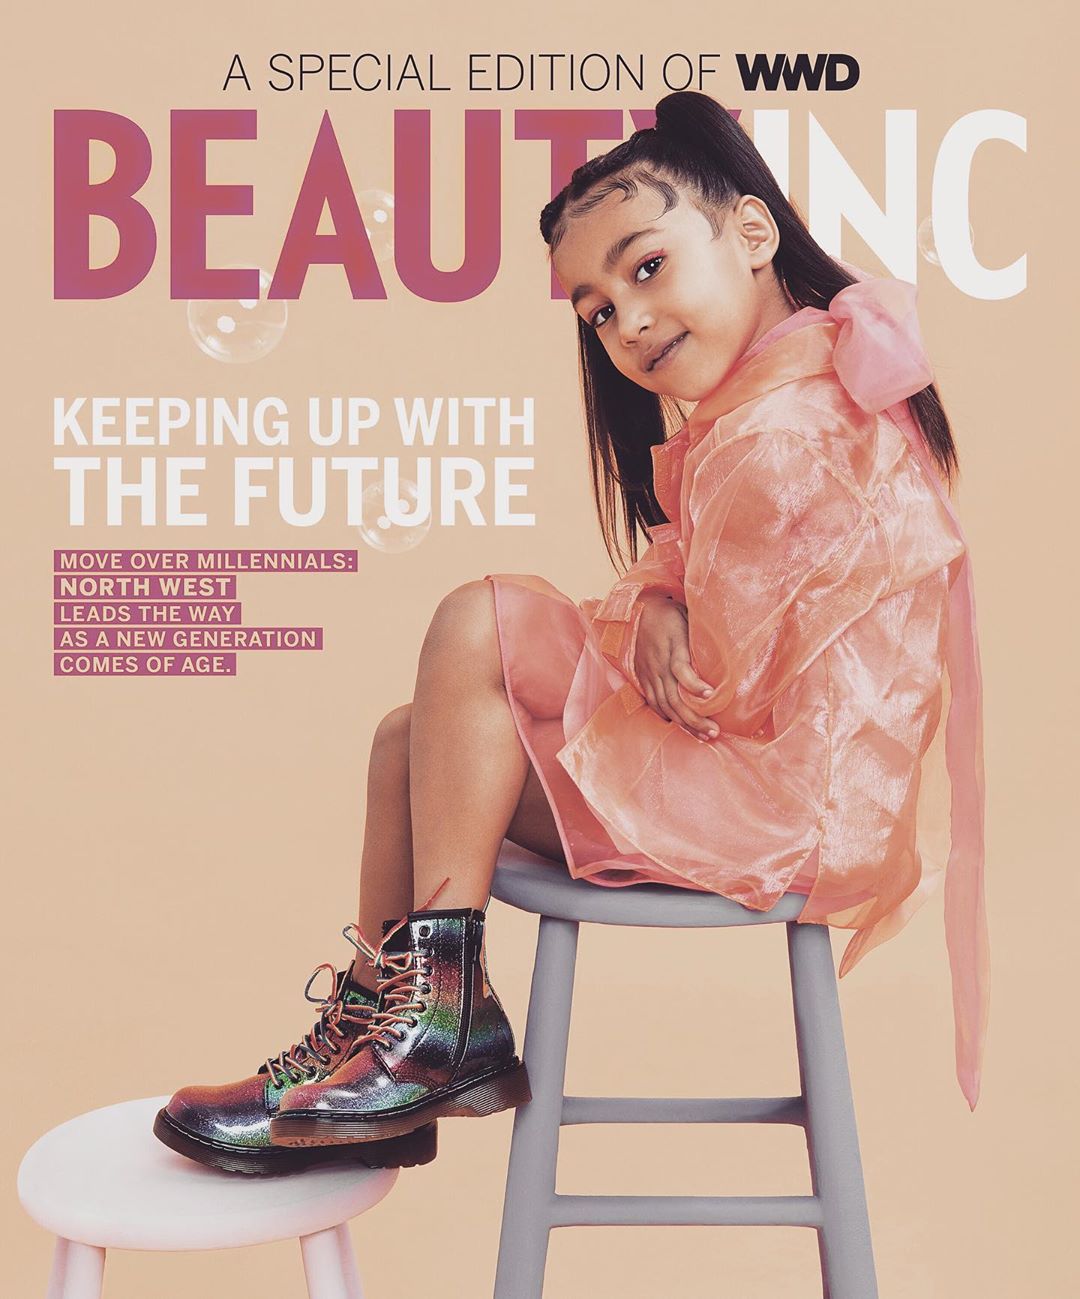 A SPECIAL EDITION OF WWD
BEAUTYINC
KEEPING UP WITH
THE FUTURE
MOVE OVER MILLENNIALS:
NORTH WEST
LEADS THE WAY
AS A NEW GENERATION
COMES OF AGE.